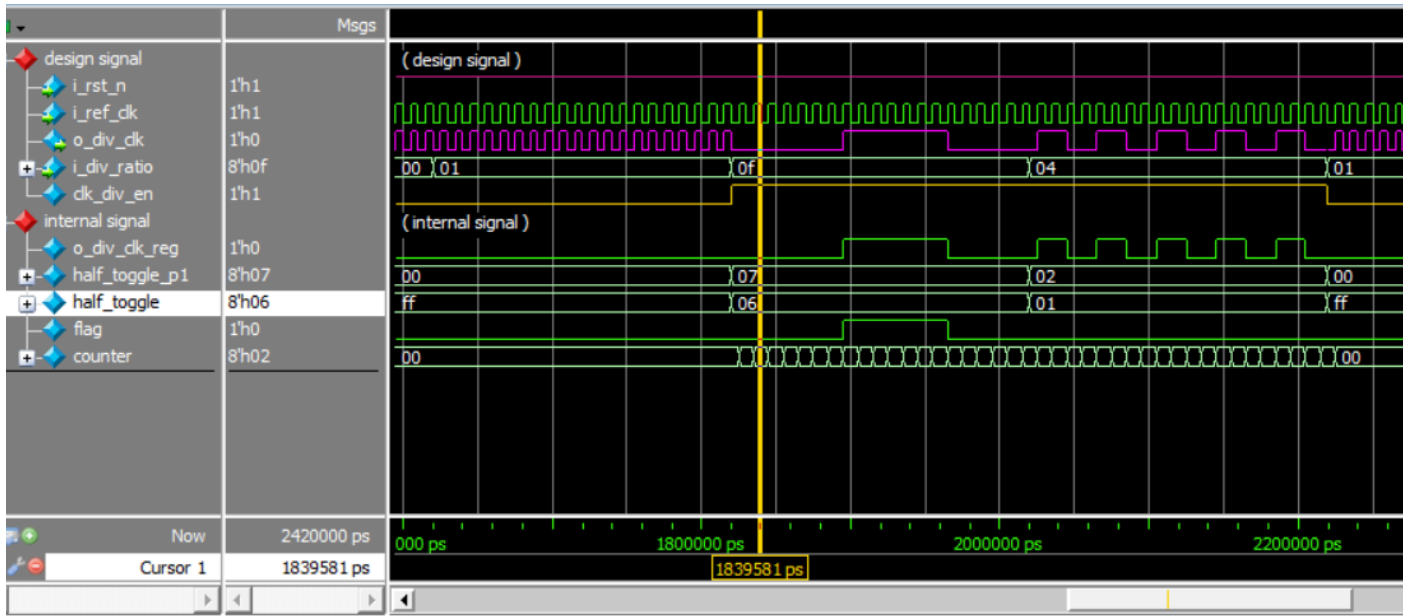 Msgs
design signal
( design signal )
i_rst_n 1'h1
i_ref_clk 1'h1
o_div_clk 1'h0
i_div_ratio 8'h0f 00 01 0f 04 01
clk_div_en 1'h1
internal signal
( internal signal )
o_div_clk_reg 1'h0
half_toggle_p1 8'h07 00 07 02 00
half_toggle 8'h06 ff 06 01 ff
flag 1'h0
counter 8'h02 00 00
Now 2420000 ps 000 ps 1800000 ps 2000000 ps 2200000 ps
Cursor 1 1839581 ps 1839581 ps